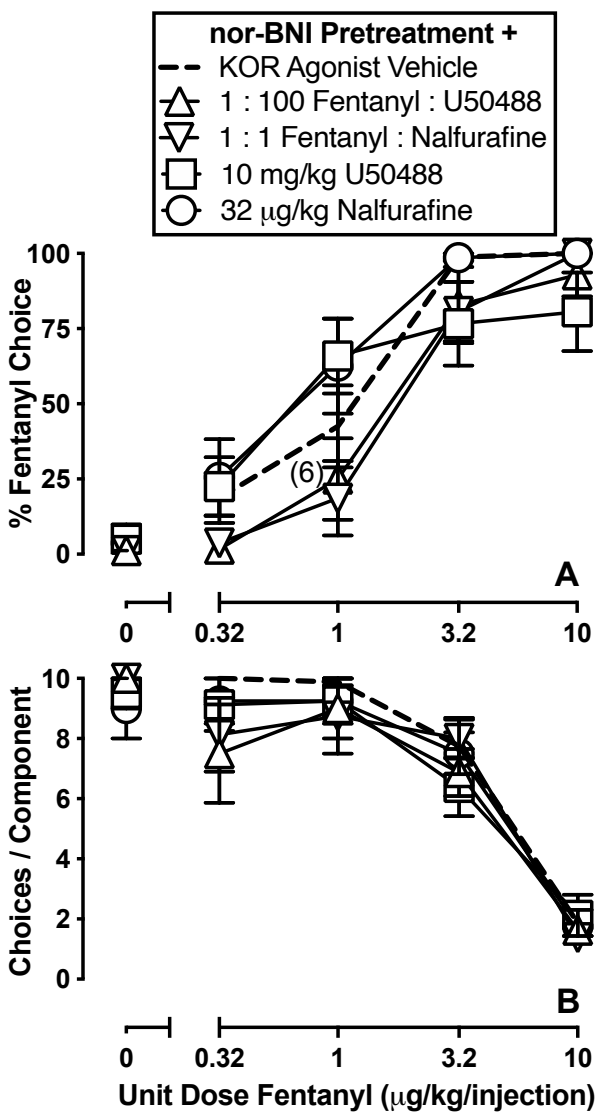 nor-BNI Pretreatment +
KOR Agonist Vehicle
1 : 100 Fentanyl : U50488
1 : 1 Fentanyl : Nalfurafine
10 mg/kg U50488
32 μg/kg Nalfurafine
% Fentanyl Choice
100
75
50
25
0
(6)
A
0 0.32 1 3.2 10
Choices / Component
10
8
6
4
2
0
B
0 0.32 1 3.2 10
Unit Dose Fentanyl (μg/kg/injection)